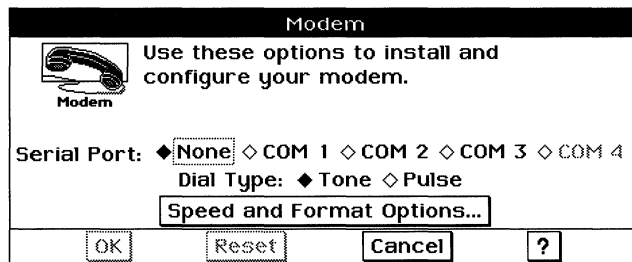 Modem
Use these options to install and
configure your modem.
Modem
Serial Port: None COM 1 COM 2 COM 3 COM 4
Dial Type: Tone Pulse
Speed and Format Options...
OK Reset Cancel ?